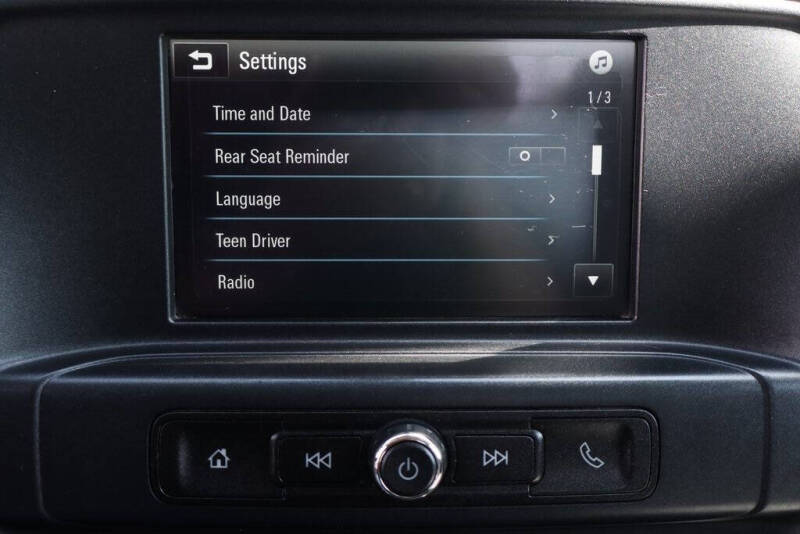 Settings
1/3
Time and Date
Rear Seat Reminder
Language
Teen Driver
Radio